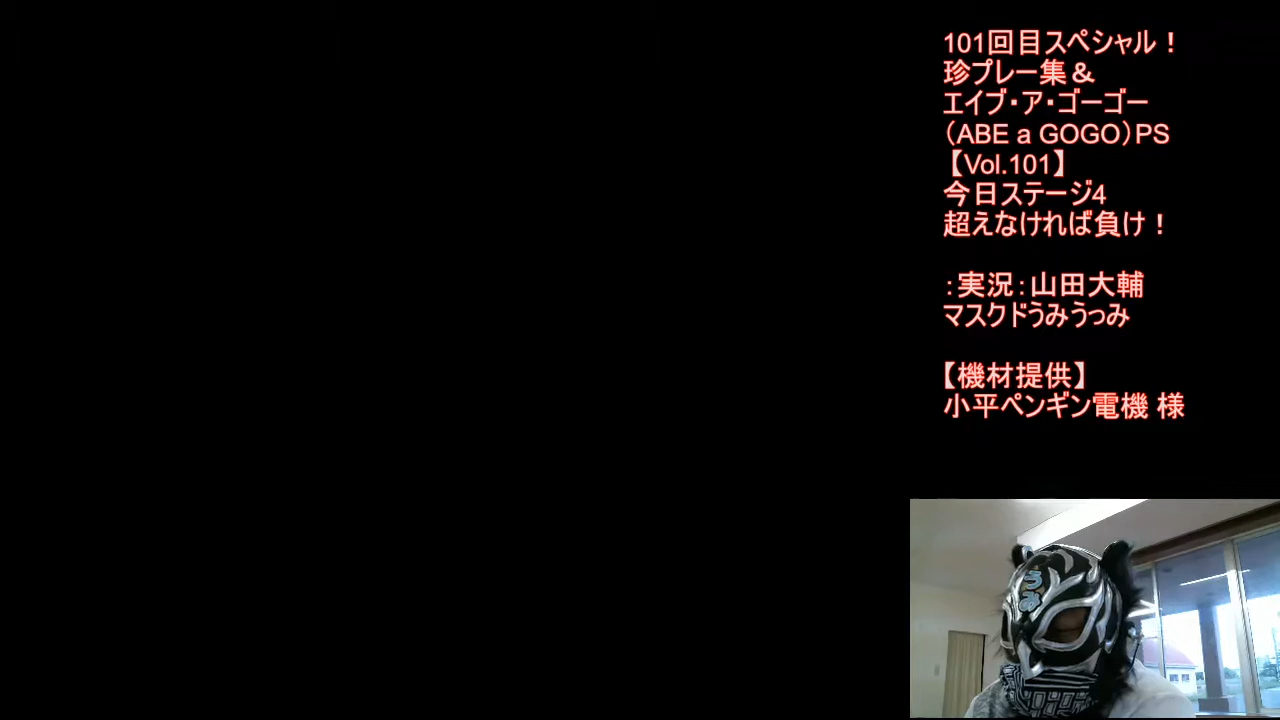 101回目スペシャル！
珍プレー集＆
エイブ・ア・ゴーゴー
（ABE a GOGO）PS
【Vol.101】
今日ステージ4
超えなければ負け！
：実況：山田大輔
マスクドうみうっみ
【機材提供】
小平ペンギン電機 様
うみ